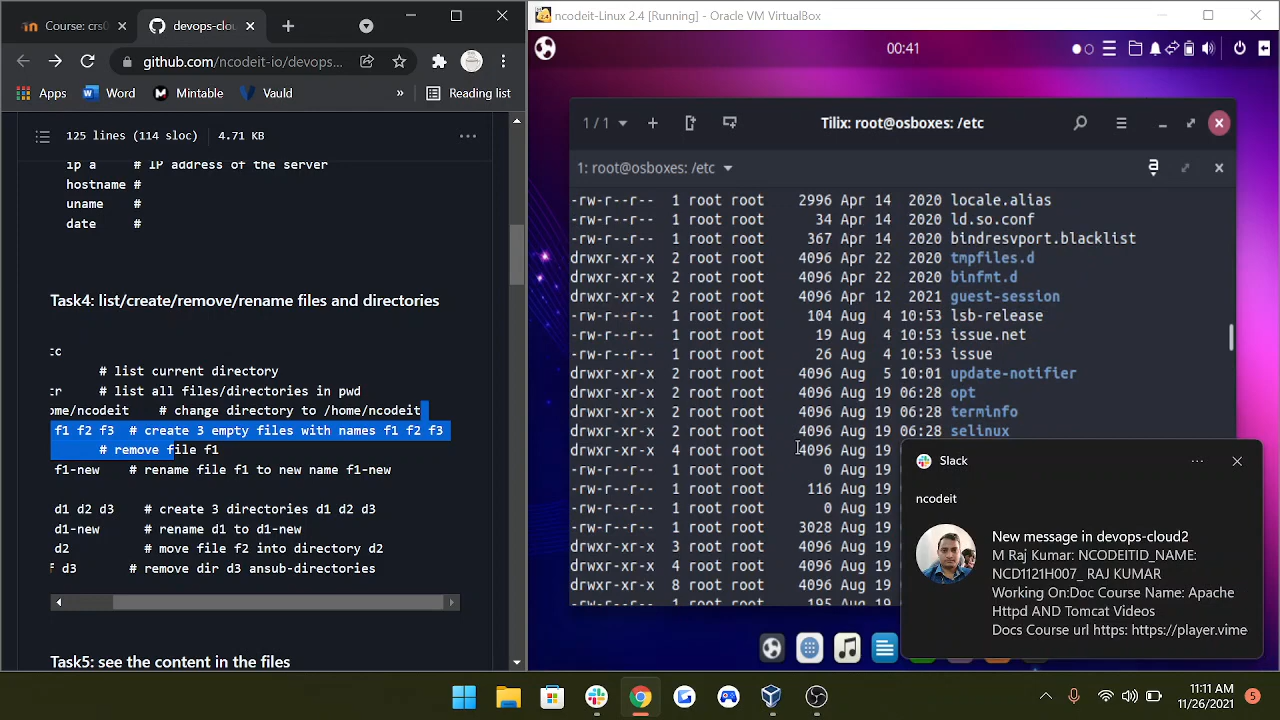 Course: crs0
devops-clou
github.com/ncodeit-io/devops...
Apps
Word
Mintable
Vauld
»
Reading list
125 lines (114 sloc)
4.71 KB
ip a # IP address of the server
hostname #
uname #
date #
Task4: list/create/remove/rename files and directories
tc
# list current directory
# list all files/directories in pwd
ome/ncodeit # change directory to /home/ncodeit
f1 f2 f3 # create 3 empty files with names f1 f2 f3
# remove file f1
f1-new # rename file f1 to new name f1-new
d1 d2 d3 # create 3 directories d1 d2 d3
d1-new # rename d1 to d1-new
d2 # move file f2 into directory d2
f d3 # remove dir d3 ansub-directories
Task5: see the content in the files
ncodeit-Linux 2.4 [Running] - Oracle VM VirtualBox
00:41
1 / 1
Tilix: root@osboxes: /etc
1: root@osboxes: /etc
-rw-r--r-- 1 root root 2996 Apr 14 2020 locale.alias
-rw-r--r-- 1 root root 34 Apr 14 2020 ld.so.conf
-rw-r--r-- 1 root root 367 Apr 14 2020 bindresvport.blacklist
drwxr-xr-x 2 root root 4096 Apr 22 2020 tmpfiles.d
drwxr-xr-x 2 root root 4096 Apr 22 2020 binfmt.d
drwxr-xr-x 2 root root 4096 Apr 12 2021 guest-session
-rw-r--r-- 1 root root 104 Aug 4 10:53 lsb-release
-rw-r--r-- 1 root root 19 Aug 4 10:53 issue.net
-rw-r--r-- 1 root root 26 Aug 4 10:53 issue
drwxr-xr-x 2 root root 4096 Aug 5 10:01 update-notifier
drwxr-xr-x 2 root root 4096 Aug 19 06:28 opt
drwxr-xr-x 2 root root 4096 Aug 19 06:28 terminfo
drwxr-xr-x 2 root root 4096 Aug 19 06:28 selinux
drwxr-xr-x 4 root root 4096 Aug 19
-rw-r--r-- 1 root root 0 Aug 19
-rw-r--r-- 1 root root 116 Aug 19
-rw-r--r-- 1 root root 0 Aug 19
-rw-r--r-- 1 root root 3028 Aug 19
drwxr-xr-x 3 root root 4096 Aug 19
drwxr-xr-x 4 root root 4096 Aug 19
drwxr-xr-x 8 root root 4096 Aug 19
-rw-r--r-- 1 root root 195 Aug 19
Slack
ncodeit
New message in devops-cloud2
M Raj Kumar: NCODEITID_NAME:
NCD1121H007_ RAJ KUMAR
Working On:Doc Course Name: Apache
Httpd AND Tomcat Videos
Docs Course url https: https://player.vime
11:11 AM
11/26/2021
5